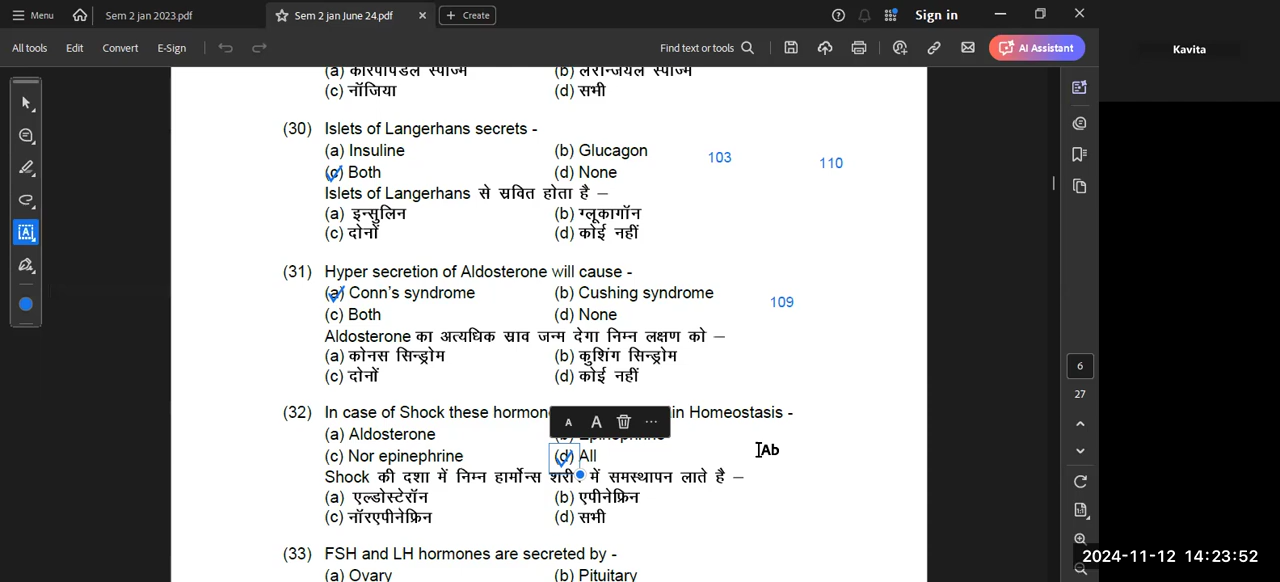 Menu
Sem 2 jan 2023.pdf
Sem 2 jan June 24.pdf
Create
Sign in
All tools
Edit
Convert
E-Sign
Find text or tools
AI Assistant
Kavita
(a) कारपोपेडल स्पाज्म (b) लेरान्जियल स्पाज्म
(c) नॉजिया (d) सभी
(30) Islets of Langerhans secrets -
(a) Insuline (b) Glucagon 103 110
(c) Both (d) None
Islets of Langerhans से स्रवित होता है –
(a) इन्सुलिन (b) ग्लूकागॉन
(c) दोनों (d) कोई नहीं
(31) Hyper secretion of Aldosterone will cause -
(a) Conn's syndrome (b) Cushing syndrome 109
(c) Both (d) None
Aldosterone का अत्यधिक स्राव जन्म देगा निम्न लक्षण को –
(a) कोनस सिन्ड्रोम (b) कुशिंग सिन्ड्रोम
(c) दोनों (d) कोई नहीं
(32) In case of Shock these in Homeostasis -
A A
(a) Aldosterone (b) Epinephrine
(c) Nor epinephrine (d) All
Ab
Shock की दशा में निम्न हार्मोन्स में समस्थापन लाते है –
(a) एल्डोस्टेरॉन (b) एपीनेफ्रिन
(c) नॉरएपीनेफ्रिन (d) सभी
(33) FSH and LH hormones are secreted by -
(a) Ovary (b) Pituitary
6
27
2024-11-12 14:23:52